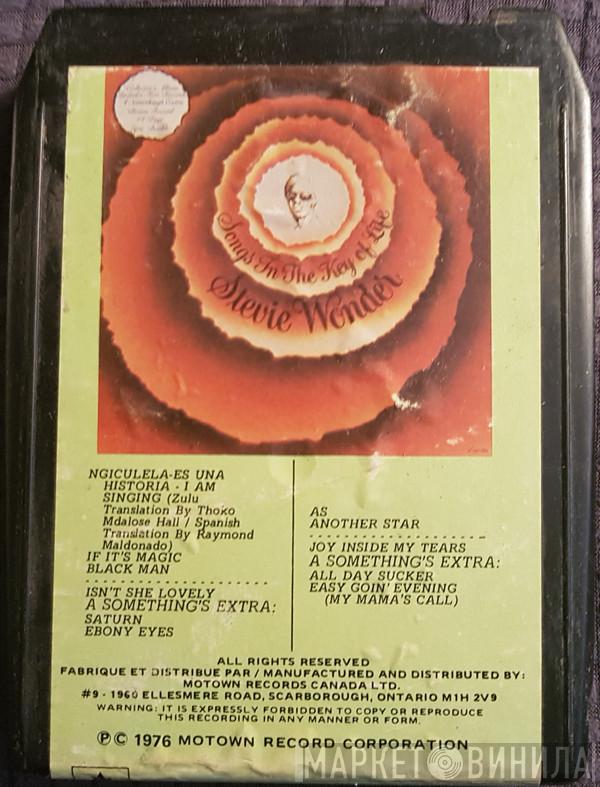 Songs In The Key of Life
Stevie Wonder
NGICULELA-ES UNA
HISTORIA - I AM
SINGING (Zulu
Translation By Thoko
Mdalose Hall / Spanish
Translation By Raymond
Maldonado)
IF IT'S MAGIC
BLACK MAN
ISN'T SHE LOVELY
A SOMETHING'S EXTRA:
SATURN
EBONY EYES
AS
ANOTHER STAR
JOY INSIDE MY TEARS
A SOMETHING'S EXTRA:
ALL DAY SUCKER
EASY GOIN' EVENING
(MY MAMA'S CALL)
ALL RIGHTS RESERVED
FABRIQUE ET DISTRIBUE PAR / MANUFACTURED AND DISTRIBUTED BY:
MOTOWN RECORDS CANADA LTD.
#9 - 1960 ELLESMERE ROAD, SCARBOROUGH, ONTARIO M1H 2V9
WARNING: IT IS EXPRESSLY FORBIDDEN TO COPY OR REPRODUCE
THIS RECORDING IN ANY MANNER OR FORM.
Ⓟ© 1976 MOTOWN RECORD CORPORATION
МАРКЕТ ВИНИЛА